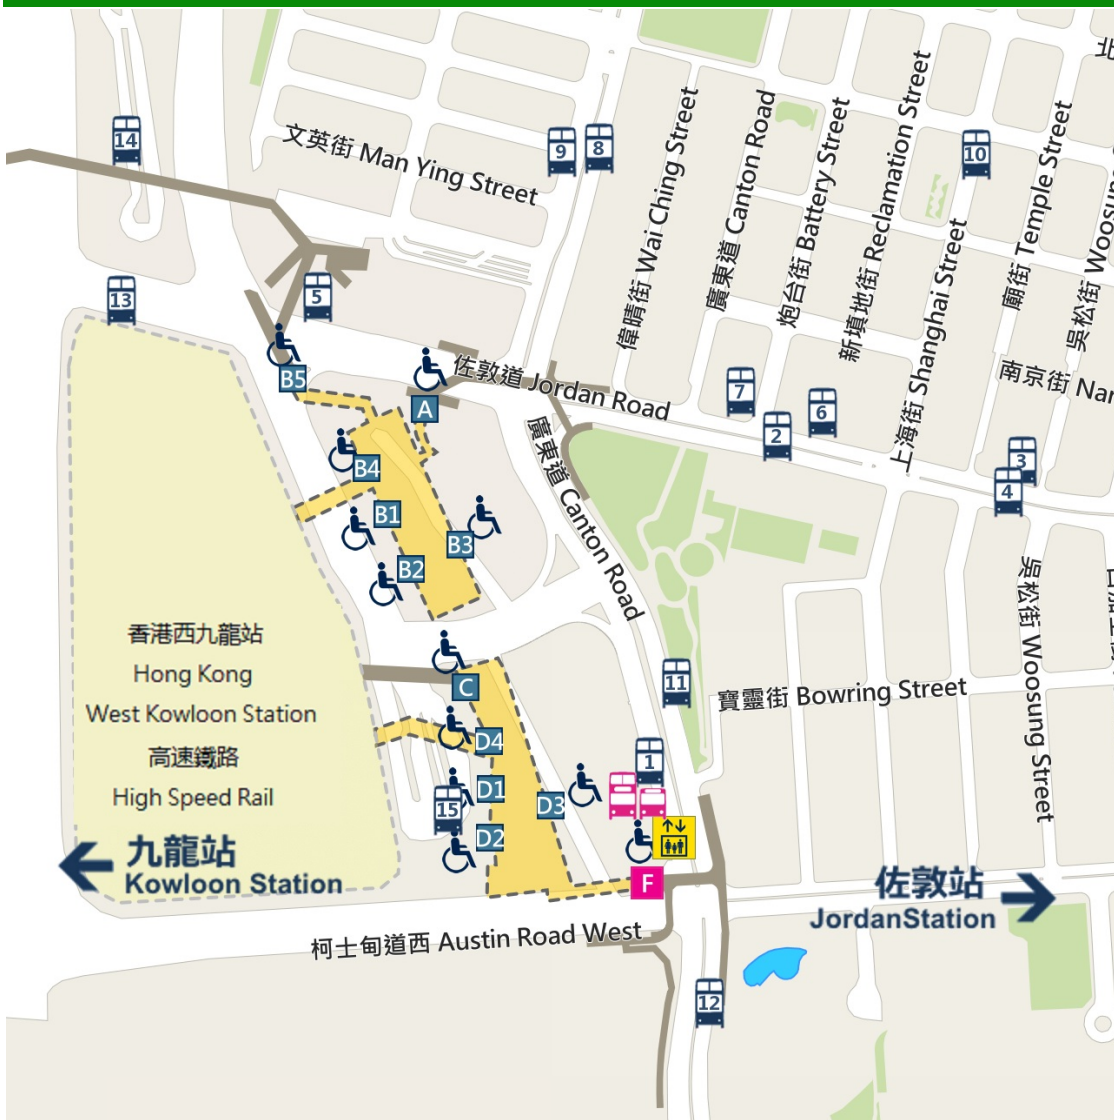 北
14
文英街 Man Ying Street
9
8
10
偉晴街 Wai Ching Street
廣東道 Canton Road
炮台街 Battery Street
新填地街 Reclamation Street
上海街 Shanghai Street
廟街 Temple Street
吳松街 Woosung
13
5
B5
A
佐敦道 Jordan Road
7
6
2
南京街 Nan
3
4
B4
B1
B3
B2
廣東道 Canton Road
吳松街 Woosung Street
香港西九龍站
Hong Kong
West Kowloon Station
高速鐵路
High Speed Rail
C
11
寶靈街 Bowring Street
D4
1
D1
D3
15
D2
九龍站
Kowloon Station
F
佐敦站
JordanStation
柯士甸道西 Austin Road West
12